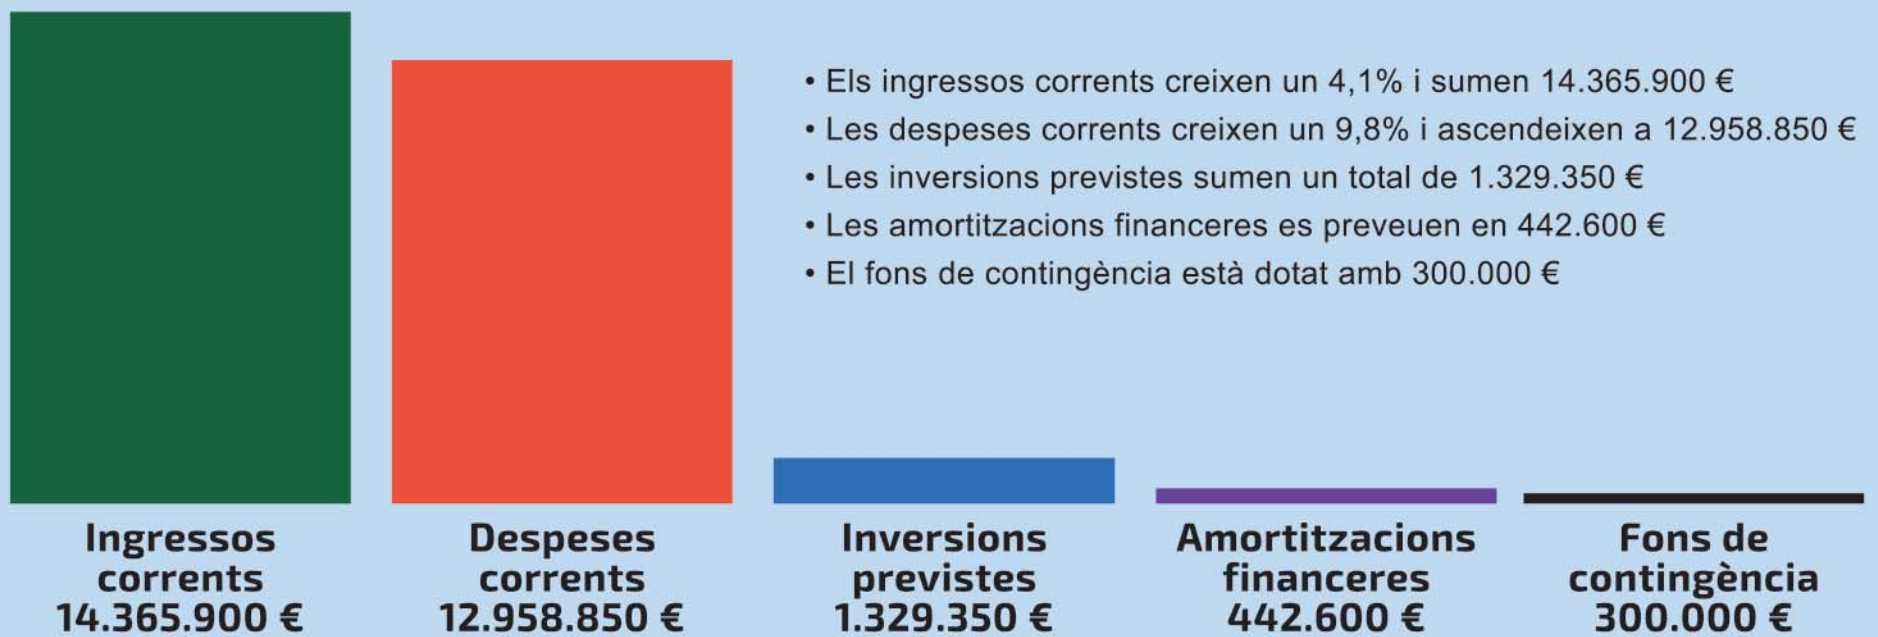 • Els ingressos corrents creixen un 4,1% i sumen 14.365.900 €
• Les despeses corrents creixen un 9,8% i ascendeixen a 12.958.850 €
• Les inversions previstes sumen un total de 1.329.350 €
• Les amortitzacions financeres es preveuen en 442.600 €
• El fons de contingència està dotat amb 300.000 €
Ingressos
corrents
14.365.900 €
Despeses
corrents
12.958.850 €
Inversions
previstes
1.329.350 €
Amortitzacions
financeres
442.600 €
Fons de
contingència
300.000 €